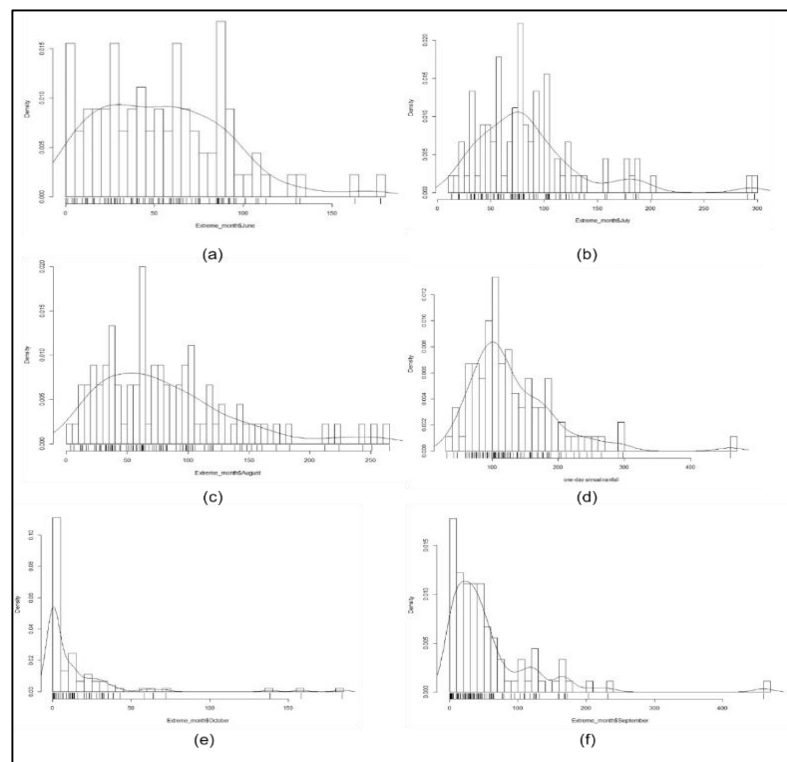 Density
0.000 0.005 0.010 0.015
0 50 100 150
Extreme_month$June
(a)
Density
0.000 0.005 0.010 0.015 0.020
0 50 100 150 200 250 300
Extreme_month$July
(b)
Density
0.000 0.005 0.010 0.015 0.020
0 50 100 150 200 250
Extreme_month$August
(c)
Density
0.000 0.002 0.004 0.006 0.008 0.010 0.012
100 200 300 400
one-day annual rainfall
(d)
Density
0.00 0.02 0.04 0.06 0.08 0.10
0 50 100 150
Extreme_month$October
(e)
Density
0.000 0.005 0.010 0.015
0 100 200 300 400
Extreme_month$September
(f)